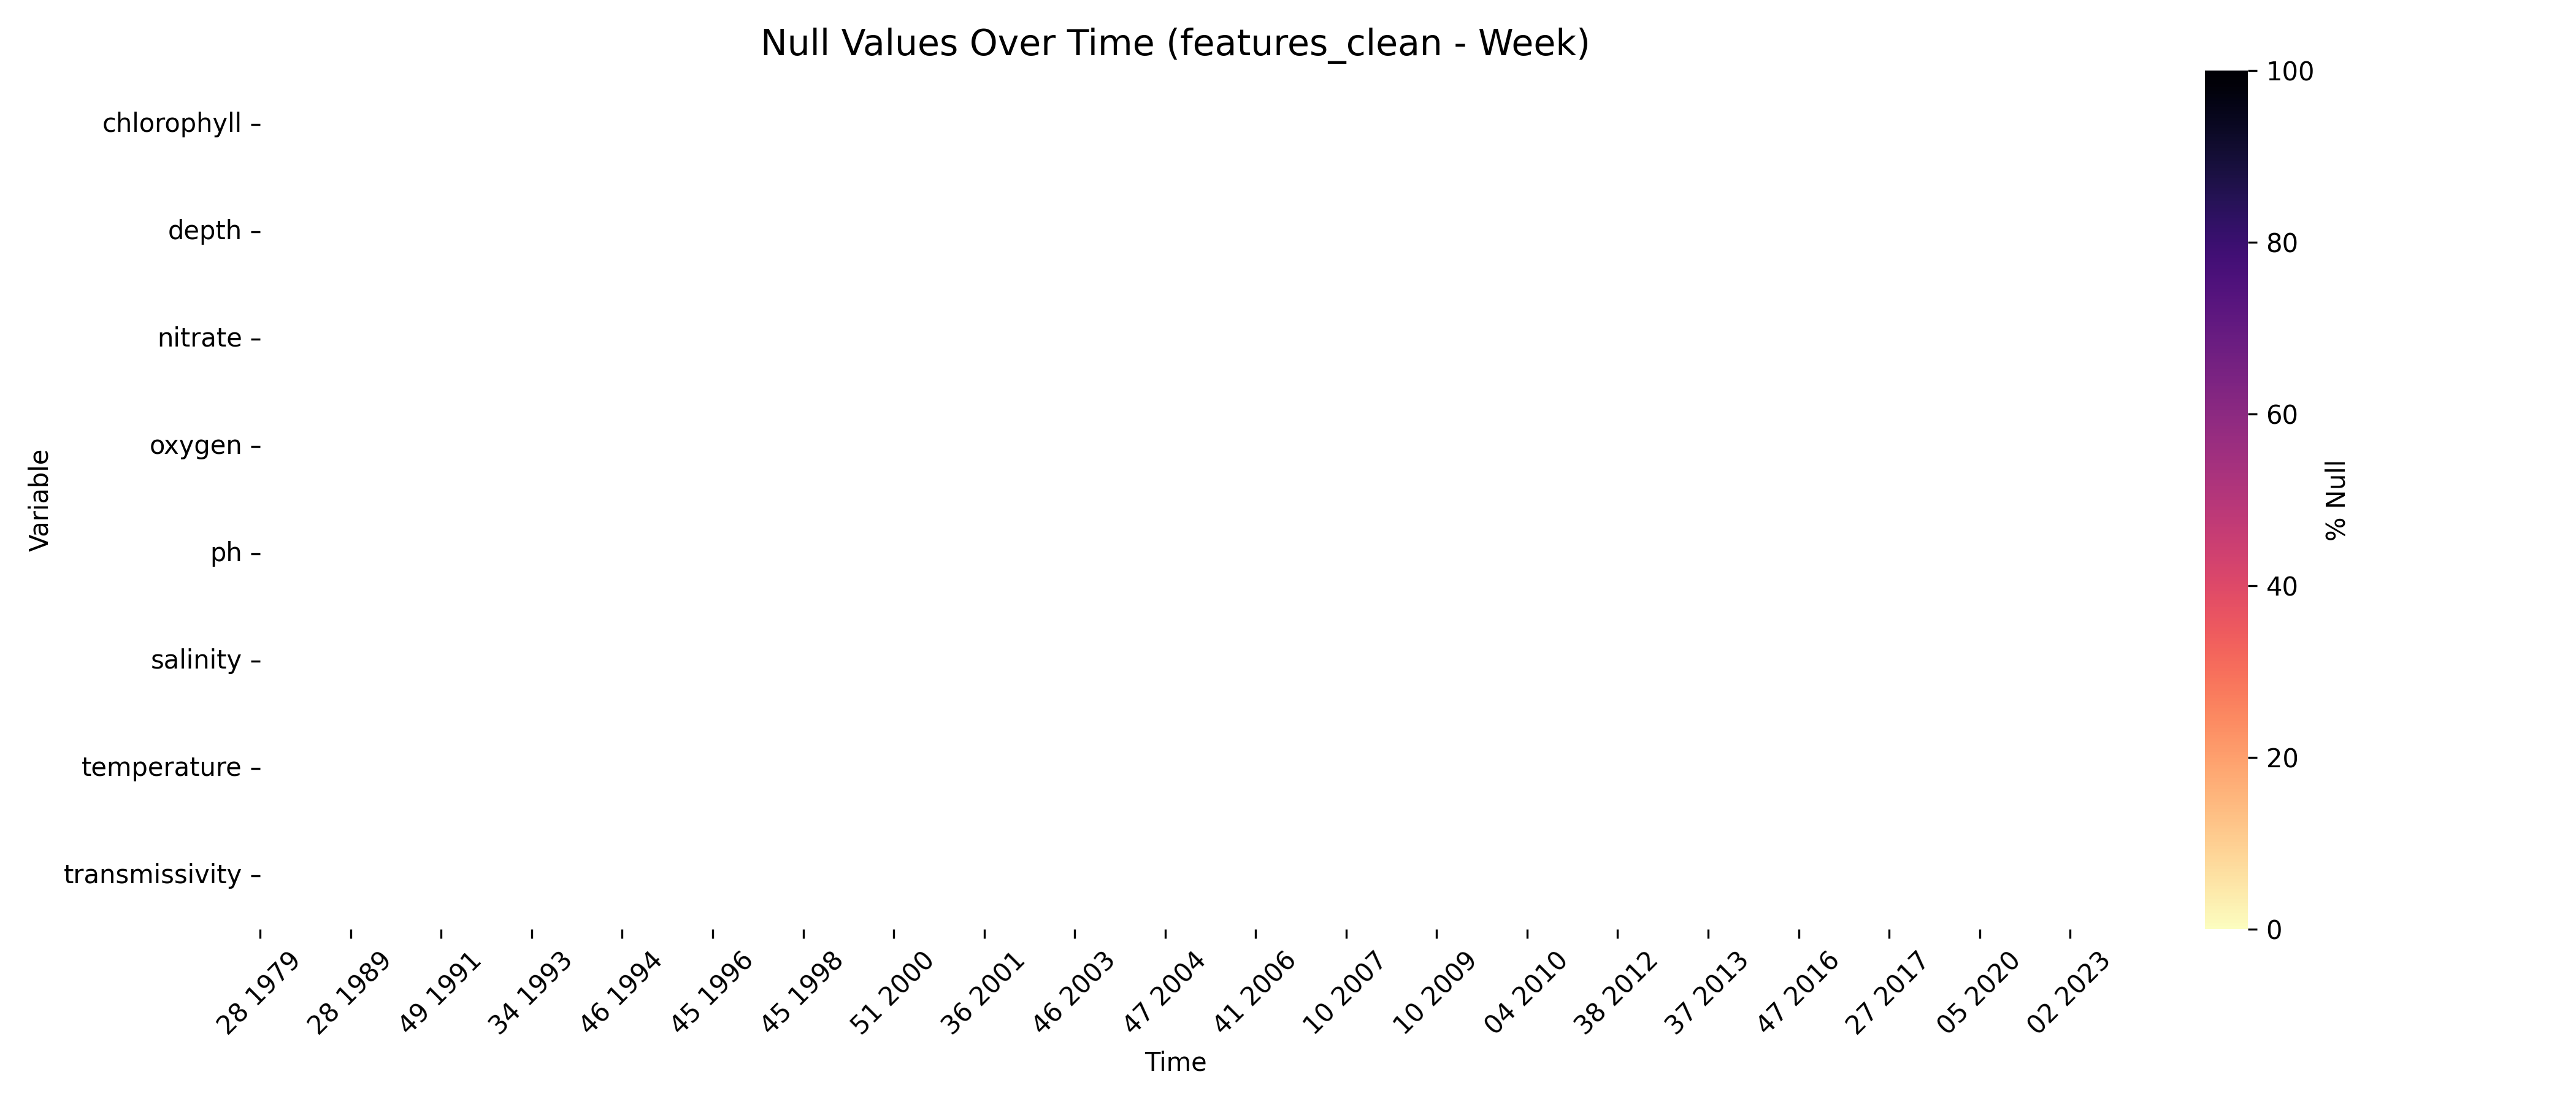 Null Values Over Time (features_clean - Week)
Variable
chlorophyll
depth
nitrate
oxygen
ph
salinity
temperature
transmissivity
28 1979
28 1989
49 1991
34 1993
46 1994
45 1996
45 1998
51 2000
36 2001
46 2003
47 2004
41 2006
10 2007
10 2009
04 2010
38 2012
37 2013
47 2016
27 2017
05 2020
02 2023
Time
100
80
60
40
20
0
% Null